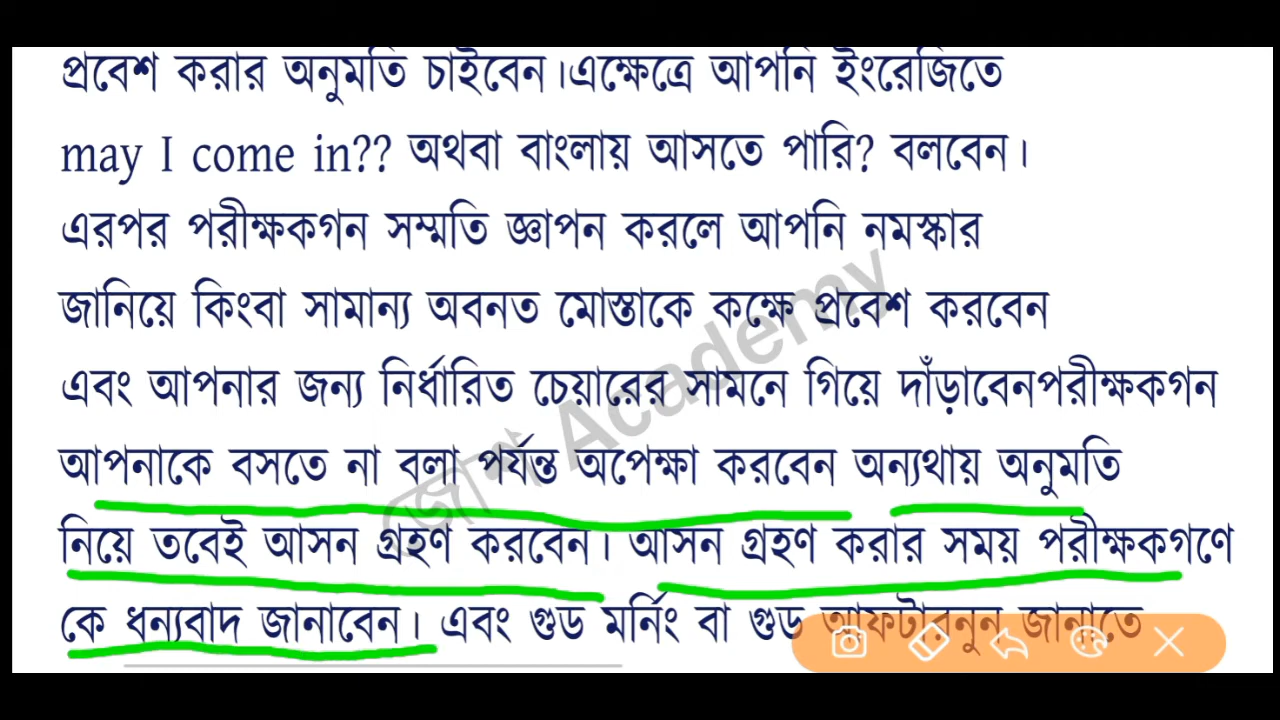 প্রবেশ করার অনুমতি চাইবেন।এক্ষেত্রে আপনি ইংরেজিতে
may I come in?? অথবা বাংলায় আসতে পারি? বলবেন।
এরপর পরীক্ষকগন সম্মতি জ্ঞাপন করলে আপনি নমস্কার
জানিয়ে কিংবা সামান্য অবনত মোস্তাকে কক্ষে প্রবেশ করবেন
এবং আপনার জন্য নির্ধারিত চেয়ারের সামনে গিয়ে দাঁড়াবেনপরীক্ষকগন
আপনাকে বসতে না বলা পর্যন্ত অপেক্ষা করবেন অন্যথায় অনুমতি
নিয়ে তবেই আসন গ্রহণ করবেন। আসন গ্রহণ করার সময় পরীক্ষকগণে
কে ধন্যবাদ জানাবেন। এবং গুড মর্নিং বা গুড আফটারনুন জানাতে
জোশ Academy